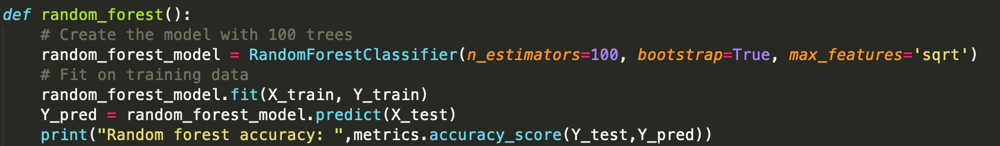 def random_forest():
    # Create the model with 100 trees
    random_forest_model = RandomForestClassifier(n_estimators=100, bootstrap=True, max_features='sqrt')
    # Fit on training data
    random_forest_model.fit(X_train, Y_train)
    Y_pred = random_forest_model.predict(X_test)
    print("Random forest accuracy: ",metrics.accuracy_score(Y_test,Y_pred))